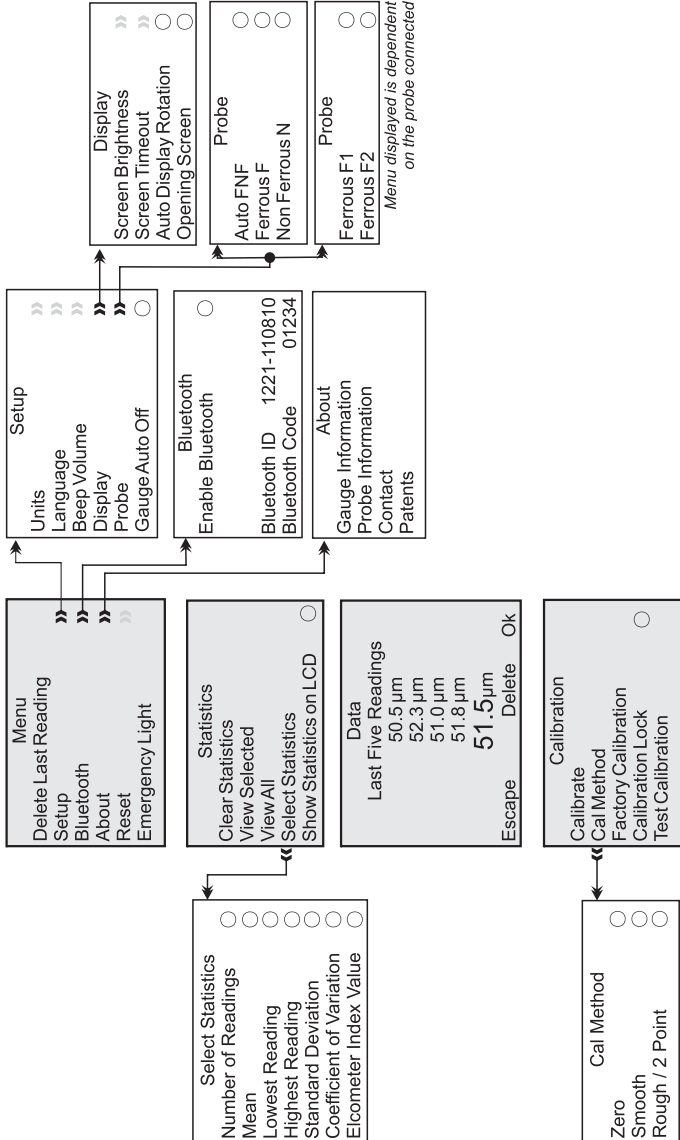 Menu
Delete Last Reading
Setup
Bluetooth
About
Reset
Emergency Light
Setup
Units
Language
Beep Volume
Display
Probe
Gauge Auto Off
Display
Screen Brightness
Screen Timeout
Auto Display Rotation
Opening Screen
Probe
Auto FNF
Ferrous F
Non Ferrous N
Probe
Ferrous F1
Ferrous F2
Menu displayed is dependent
on the probe connected
Bluetooth
Enable Bluetooth
Bluetooth ID 1221-110810
Bluetooth Code 01234
About
Gauge Information
Probe Information
Contact
Patents
Statistics
Clear Statistics
View Selected
View All
Select Statistics
Show Statistics on LCD
Select Statistics
Number of Readings
Mean
Lowest Reading
Highest Reading
Standard Deviation
Coefficient of Variation
Elcometer Index Value
Data
Last Five Readings
50.5 µm
52.3 µm
51.0 µm
51.8 µm
51.5µm
Escape Delete Ok
Calibration
Calibrate
Cal Method
Factory Calibration
Calibration Lock
Test Calibration
Cal Method
Zero
Smooth
Rough / 2 Point